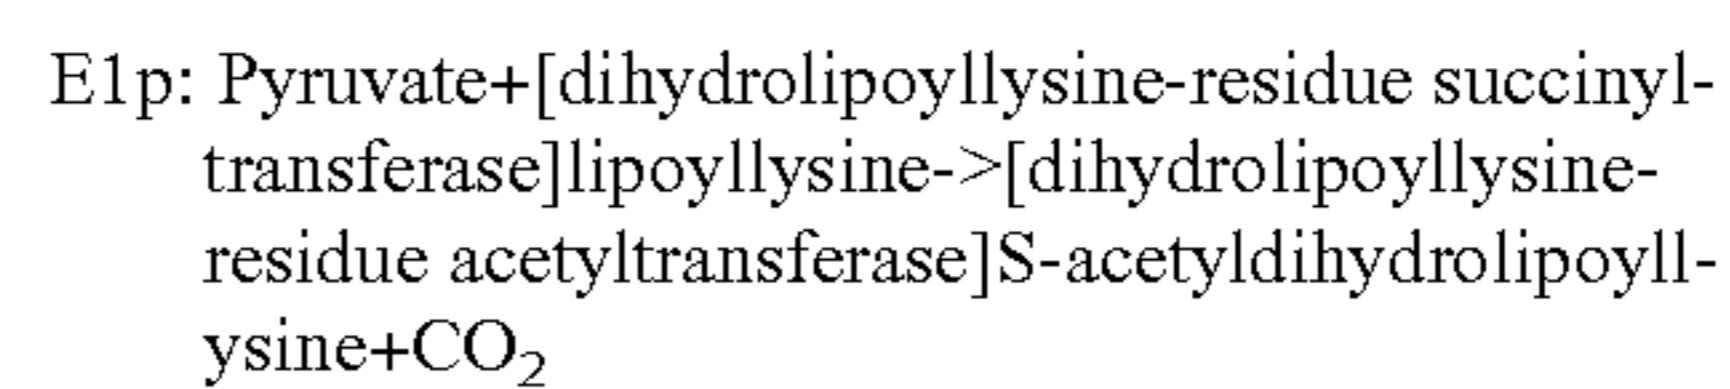 E1p: Pyruvate+[dihydrolipoyllysine-residue succinyl-
transferase]lipoyllysine->[dihydrolipoyllysine-
residue acetyltransferase]S-acetyldihydrolipoyll-
ysine+CO₂